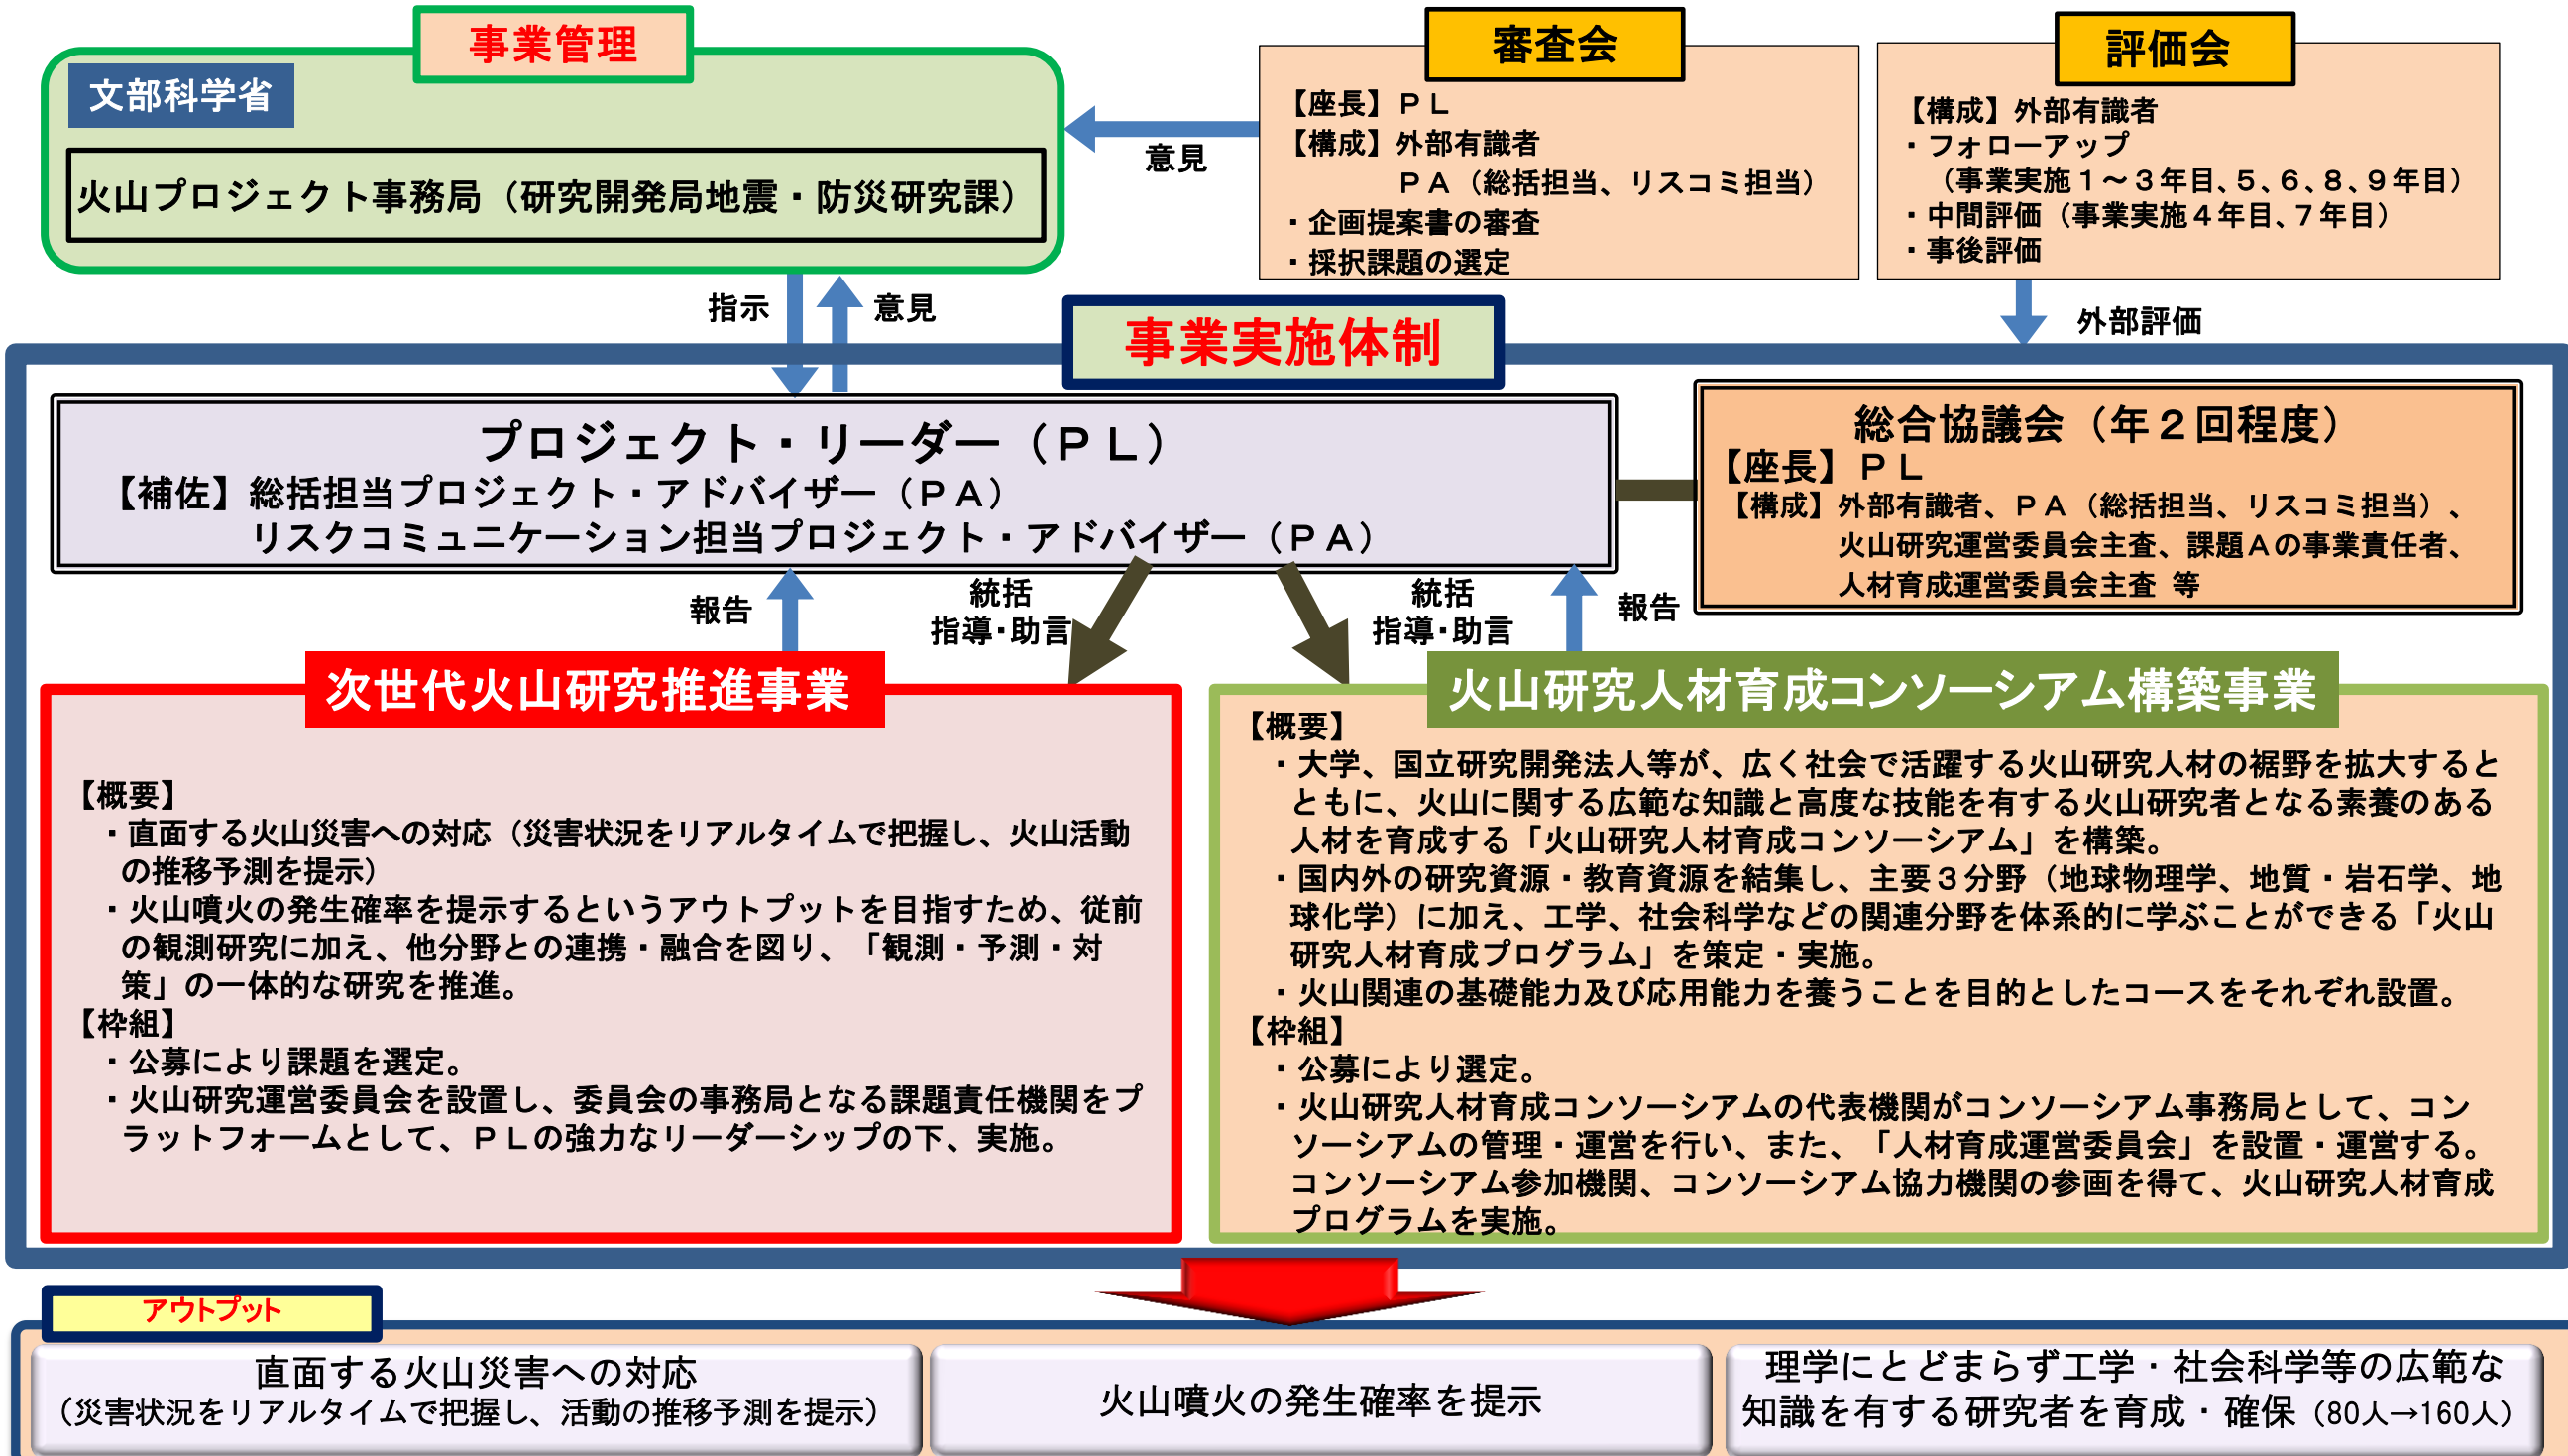 事業管理
文部科学省
火山プロジェクト事務局（研究開発局地震・防災研究課）
審査会
【座長】ＰＬ
【構成】外部有識者
ＰＡ（総括担当、リスコミ担当）
・企画提案書の審査
・採択課題の選定
評価会
【構成】外部有識者
・フォローアップ
（事業実施１～３年目、５、６、８、９年目）
・中間評価（事業実施４年目、７年目）
・事後評価
意見
指示
意見
外部評価
事業実施体制
プロジェクト・リーダー（ＰＬ）
【補佐】総括担当プロジェクト・アドバイザー（ＰＡ）
リスクコミュニケーション担当プロジェクト・アドバイザー（ＰＡ）
総合協議会（年２回程度）
【座長】ＰＬ
【構成】外部有識者、ＰＡ（総括担当、リスコミ担当）、
火山研究運営委員会主査、課題Ａの事業責任者、
人材育成運営委員会主査 等
報告
統括
指導・助言
統括
指導・助言
報告
次世代火山研究推進事業
【概要】
・直面する火山災害への対応（災害状況をリアルタイムで把握し、火山活動
の推移予測を提示）
・火山噴火の発生確率を提示するというアウトプットを目指すため、従前
の観測研究に加え、他分野との連携・融合を図り、「観測・予測・対
策」の一体的な研究を推進。
【枠組】
・公募により課題を選定。
・火山研究運営委員会を設置し、委員会の事務局となる課題責任機関をプ
ラットフォームとして、ＰＬの強力なリーダーシップの下、実施。
火山研究人材育成コンソーシアム構築事業
【概要】
・大学、国立研究開発法人等が、広く社会で活躍する火山研究人材の裾野を拡大すると
ともに、火山に関する広範な知識と高度な技能を有する火山研究者となる素養のある
人材を育成する「火山研究人材育成コンソーシアム」を構築。
・国内外の研究資源・教育資源を結集し、主要３分野（地球物理学、地質・岩石学、地
球化学）に加え、工学、社会科学などの関連分野を体系的に学ぶことができる「火山
研究人材育成プログラム」を策定・実施。
・火山関連の基礎能力及び応用能力を養うことを目的としたコースをそれぞれ設置。
【枠組】
・公募により選定。
・火山研究人材育成コンソーシアムの代表機関がコンソーシアム事務局として、コン
ソーシアムの管理・運営を行い、また、「人材育成運営委員会」を設置・運営する。
コンソーシアム参加機関、コンソーシアム協力機関の参画を得て、火山研究人材育成
プログラムを実施。
アウトプット
直面する火山災害への対応
（災害状況をリアルタイムで把握し、活動の推移予測を提示）
火山噴火の発生確率を提示
理学にとどまらず工学・社会科学等の広範な
知識を有する研究者を育成・確保（80人→160人）